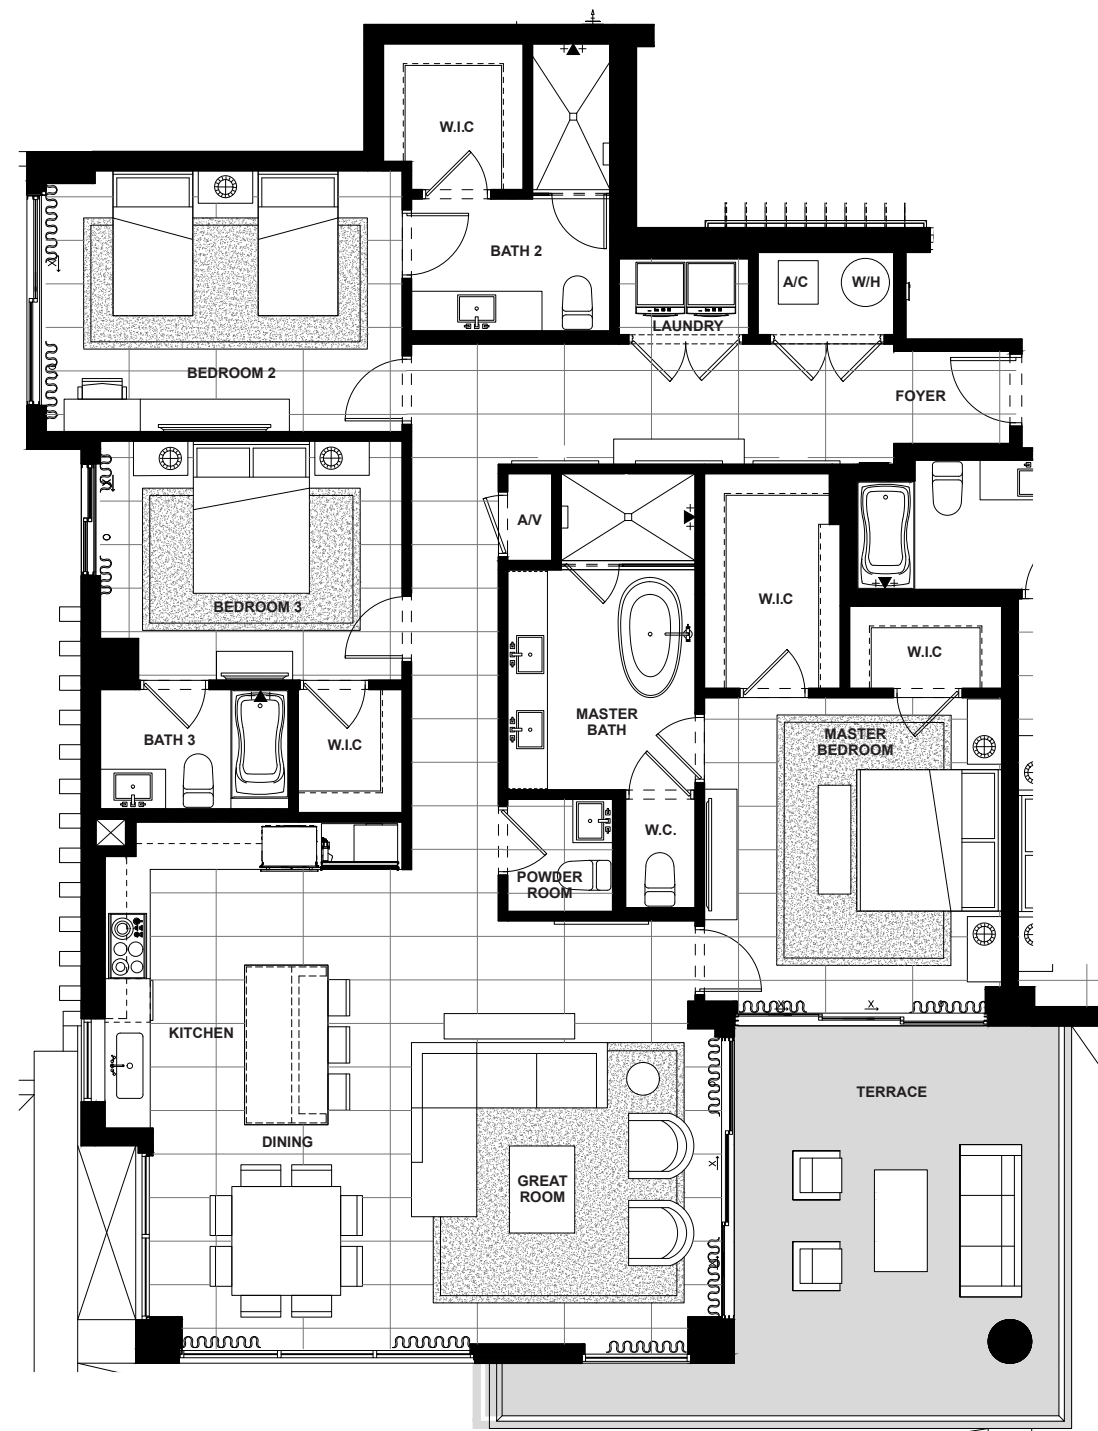 W.I.C
BATH 2
A/C
W/H
LAUNDRY
BEDROOM 2
FOYER
A/V
W.I.C
BEDROOM 3
W.I.C
MASTER
BATH
MASTER
BEDROOM
BATH 3
W.I.C
W.C.
POWDER
ROOM
KITCHEN
TERRACE
DINING
GREAT
ROOM